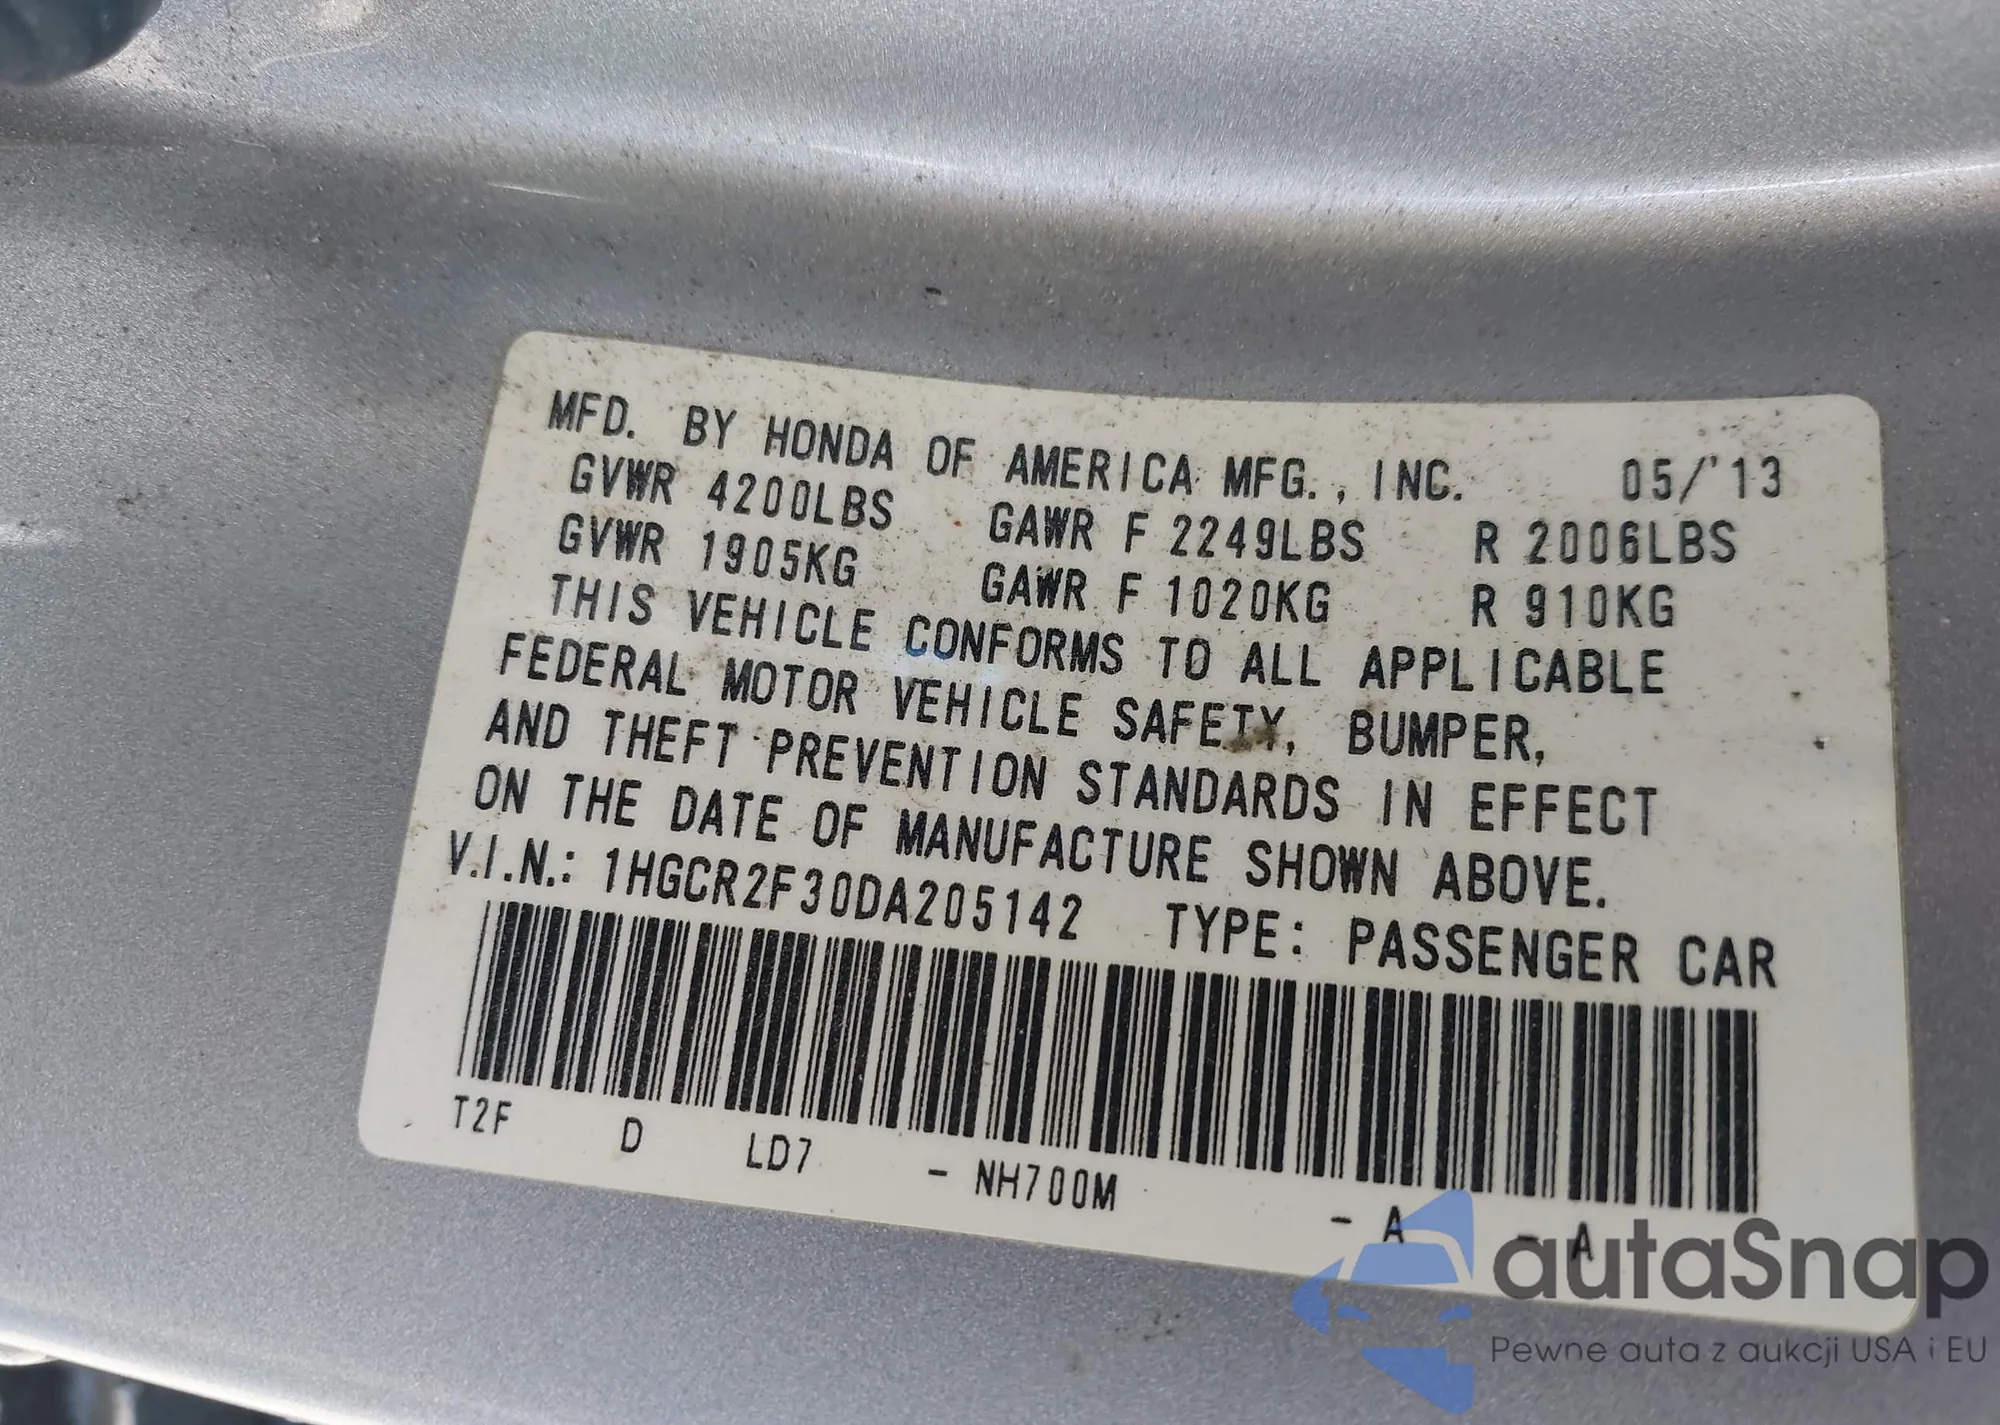 MFD. BY HONDA OF AMERICA MFG., INC. 05/'13
GVWR 4200LBS GAWR F 2249LBS R 2006LBS
GVWR 1905KG GAWR F 1020KG R 910KG
THIS VEHICLE CONFORMS TO ALL APPLICABLE
FEDERAL MOTOR VEHICLE SAFETY, BUMPER,
AND THEFT PREVENTION STANDARDS IN EFFECT
ON THE DATE OF MANUFACTURE SHOWN ABOVE.
V.I.N.: 1HGCR2F30DA205142 TYPE: PASSENGER CAR
T2F D LD7 - NH700M - A - A
autaSnap
Pewne auta z aukcji USA i EU